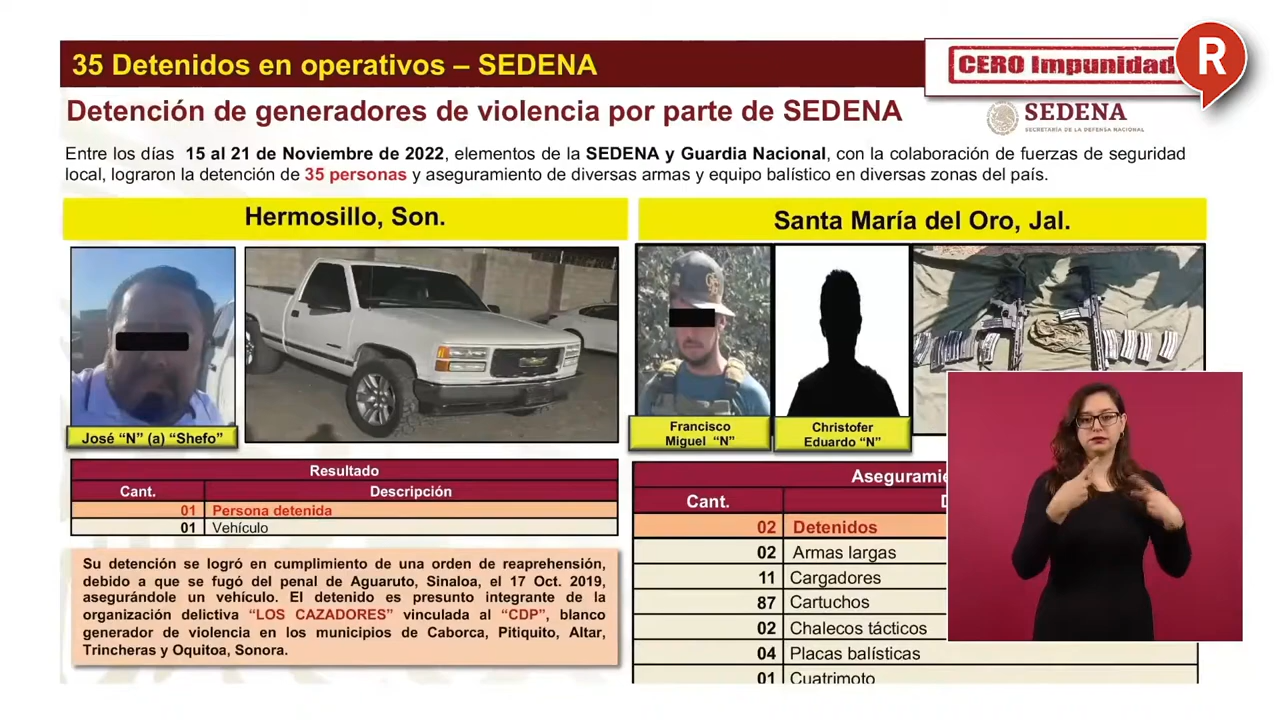 35 Detenidos en operativos – SEDENA
CERO Impunidad
R
Detención de generadores de violencia por parte de SEDENA
SEDENA
SECRETARÍA DE LA DEFENSA NACIONAL
Entre los días 15 al 21 de Noviembre de 2022, elementos de la SEDENA y Guardia Nacional, con la colaboración de fuerzas de seguridad
local, lograron la detención de 35 personas y aseguramiento de diversas armas y equipo balístico en diversas zonas del país.
Hermosillo, Son.
José “N” (a) “Shefo”
Resultado
Cant. Descripción
01 Persona detenida
01 Vehículo
Su detención se logró en cumplimiento de una orden de reaprehensión,
debido a que se fugó del penal de Aguaruto, Sinaloa, el 17 Oct. 2019,
asegurándole un vehículo. El detenido es presunto integrante de la
organización delictiva “LOS CAZADORES” vinculada al “CDP”, blanco
generador de violencia en los municipios de Caborca, Pitiquito, Altar,
Trincheras y Oquitoa, Sonora.
Santa María del Oro, Jal.
Francisco
Miguel “N”
Christofer
Eduardo “N”
Aseguramie
Cant. D
02 Detenidos
02 Armas largas
11 Cargadores
87 Cartuchos
02 Chalecos tácticos
04 Placas balísticas
01 Cuatrimoto